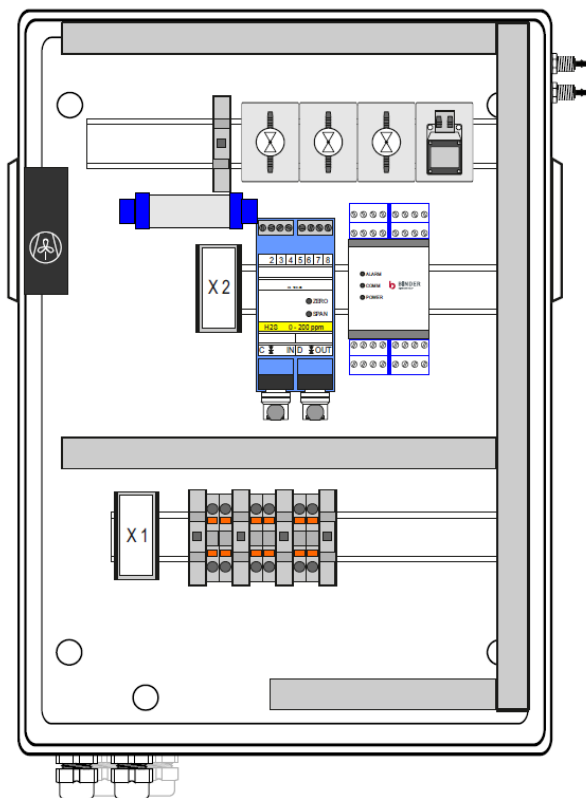 X 2
2 3 4 5 6 7 8
ZERO
SPAN
H2S 0 - 200 ppm
C IN D OUT
ALARM
COMM
POWER
BINDER
X 1